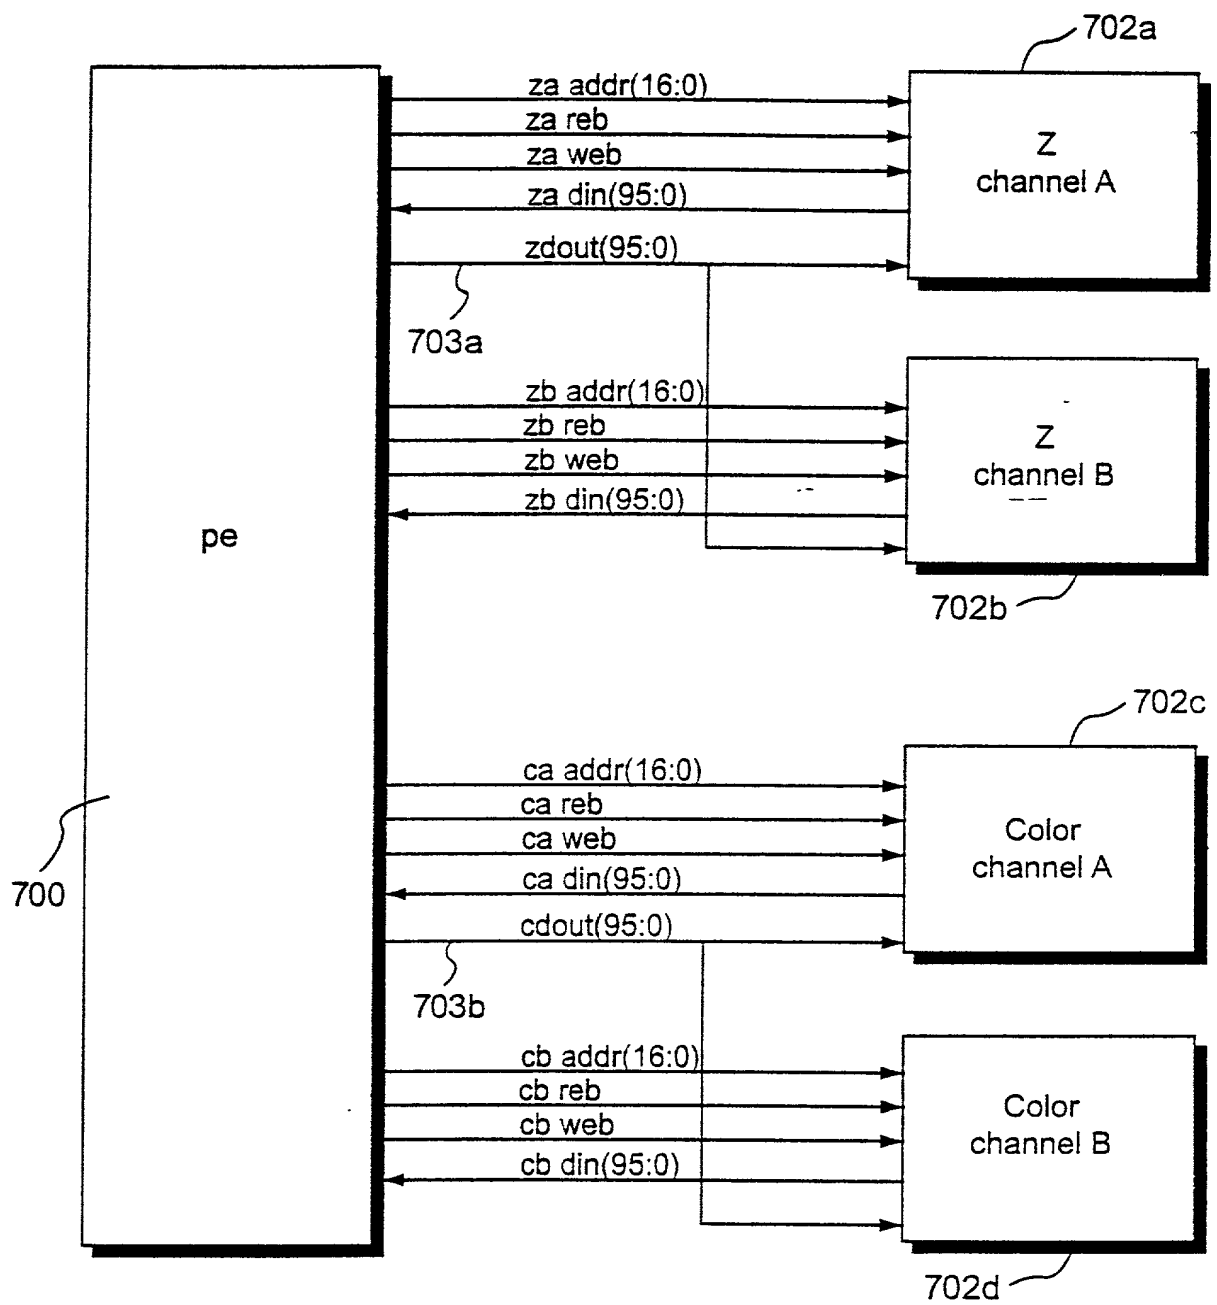 702a
za addr(16:0)
za reb
za web
za din(95:0)
zdout(95:0)
703a
Z
channel A
zb addr(16:0)
zb reb
zb web
zb din(95:0)
Z
channel B
702b
pe
700
702c
ca addr(16:0)
ca reb
ca web
ca din(95:0)
cdout(95:0)
703b
Color
channel A
cb addr(16:0)
cb reb
cb web
cb din(95:0)
Color
channel B
702d